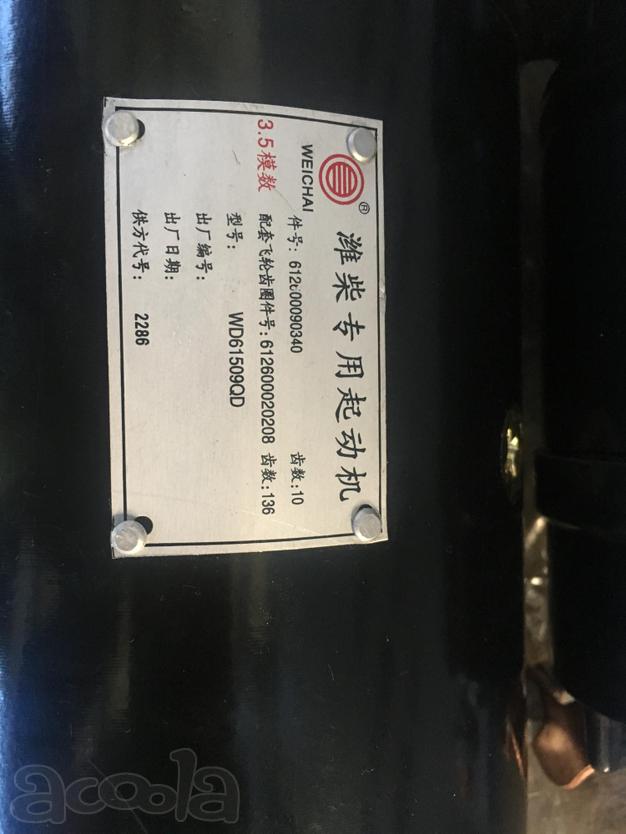 潍柴专用起动机
WEICHAI ®
件号: 612600090340 齿数:10
3.5模数
配套飞轮齿圈件号:612600020208 齿数:136
型号: WD61509QD
出厂编号:
出厂日期:
供方代号: 2286
acoola